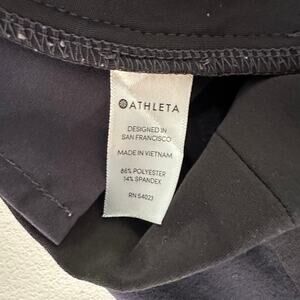 ATHLETA
DESIGNED IN
SAN FRANCISCO
MADE IN VIETNAM
86% POLYESTER
14% SPANDEX
RN 54023